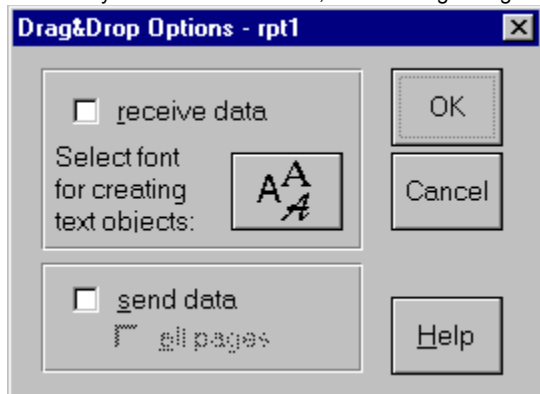 Drag&Drop Options - rpt1
receive data
OK
Select font
for creating
text objects:
AAA
Cancel
send data
all pages
Help